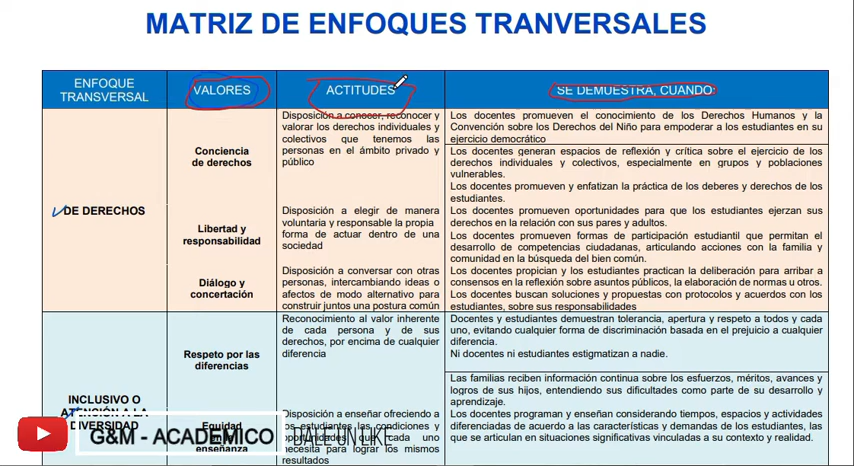 MATRIZ DE ENFOQUES TRANVERSALES
ENFOQUE
TRANSVERSAL
VALORES
ACTITUDES
SE DEMUESTRA, CUANDO:
DE DERECHOS
Conciencia
de derechos
Disposición a conocer, reconocer y
valorar los derechos individuales y
colectivos que tenemos las
personas en el ámbito privado y
público
Los docentes promueven el conocimiento de los Derechos Humanos y la
Convención sobre los Derechos del Niño para empoderar a los estudiantes en su
ejercicio democrático
Los docentes generan espacios de reflexión y crítica sobre el ejercicio de los
derechos individuales y colectivos, especialmente en grupos y poblaciones
vulnerables.
Los docentes promueven y enfatizan la práctica de los deberes y derechos de los
estudiantes.
Libertad y
responsabilidad
Disposición a elegir de manera
voluntaria y responsable la propia
forma de actuar dentro de una
sociedad
Los docentes promueven oportunidades para que los estudiantes ejerzan sus
derechos en la relación con sus pares y adultos.
Los docentes promueven formas de participación estudiantil que permitan el
desarrollo de competencias ciudadanas, articulando acciones con la familia y
comunidad en la búsqueda del bien común.
Diálogo y
concertación
Disposición a conversar con otras
personas, intercambiando ideas o
afectos de modo alternativo para
construir juntos una postura común
Los docentes propician y los estudiantes practican la deliberación para arribar a
consensos en la reflexión sobre asuntos públicos, la elaboración de normas u otros.
Los docentes buscan soluciones y propuestas con protocolos y acuerdos con los
estudiantes, sobre sus responsabilidades
INCLUSIVO O
ATENCIÓN A LA
DIVERSIDAD
Respeto por las
diferencias
Reconocimiento al valor inherente
de cada persona y de sus
derechos, por encima de cualquier
diferencia
Docentes y estudiantes demuestran tolerancia, apertura y respeto a todos y cada
uno, evitando cualquier forma de discriminación basada en el prejuicio a cualquier
diferencia.
Ni docentes ni estudiantes estigmatizan a nadie.
Las familias reciben información continua sobre los esfuerzos, méritos, avances y
logros de sus hijos, entendiendo sus dificultades como parte de su desarrollo y
aprendizaje.
Equidad
en la
enseñanza
Disposición a enseñar ofreciendo a
los estudiantes las condiciones y
oportunidades que cada uno
necesita para lograr los mismos
resultados
Los docentes programan y enseñan considerando tiempos, espacios y actividades
diferenciadas de acuerdo a las características y demandas de los estudiantes, las
que se articulan en situaciones significativas vinculadas a su contexto y realidad.
G&M - ACADEMICO
DALE UN LIKE